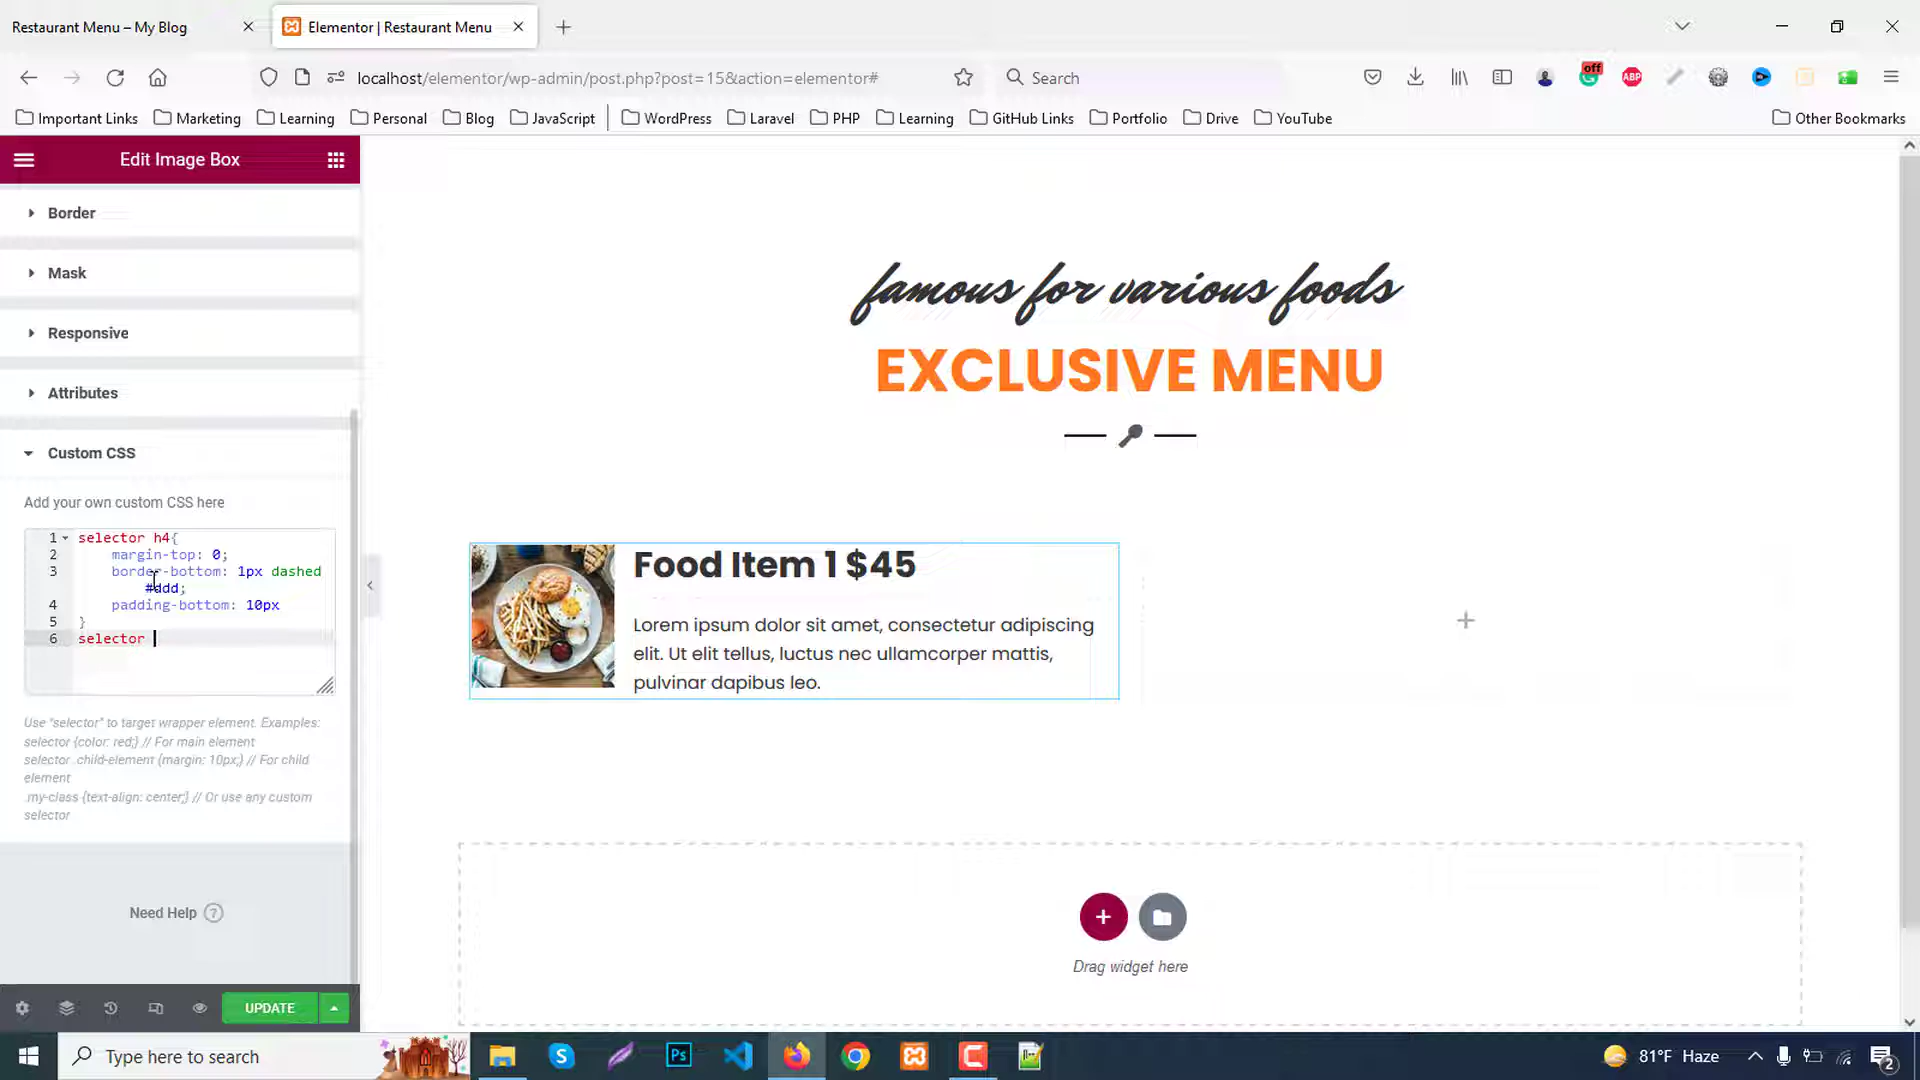 Restaurant Menu – My Blog
Elementor | Restaurant Menu
localhost/elementor/wp-admin/post.php?post=15&action=elementor#
Search
off
ABP
Important Links
Marketing
Learning
Personal
Blog
JavaScript
WordPress
Laravel
PHP
Learning
GitHub Links
Portfolio
Drive
YouTube
Other Bookmarks
Edit Image Box
Border
Mask
Responsive
Attributes
Custom CSS
Add your own custom CSS here
1 selector h4{
2 margin-top: 0;
3 border-bottom: 1px dashed
#ddd;
4 padding-bottom: 10px
5 }
6 selector
Use "selector" to target wrapper element. Examples:
selector {color: red;} // For main element
selector .child-element {margin: 10px;} // For child
element
.my-class {text-align: center;} // Or use any custom
selector
Need Help ?
UPDATE
famous for various foods
EXCLUSIVE MENU
Food Item 1 $45
Lorem ipsum dolor sit amet, consectetur adipiscing
elit. Ut elit tellus, luctus nec ullamcorper mattis,
pulvinar dapibus leo.
Drag widget here
Type here to search
Ps
81°F Haze
2